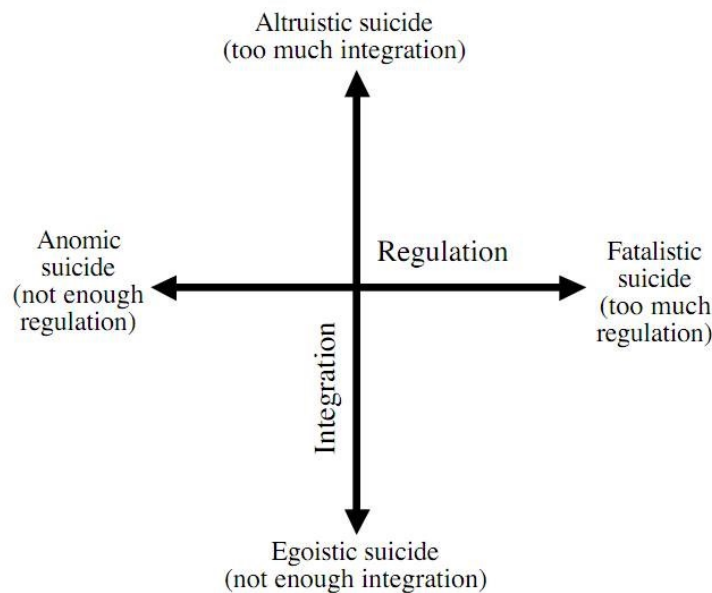 Altruistic suicide
(too much integration)
Anomic
suicide
(not enough
regulation)
Regulation
Fatalistic
suicide
(too much
regulation)
Integration
Egoistic suicide
(not enough integration)